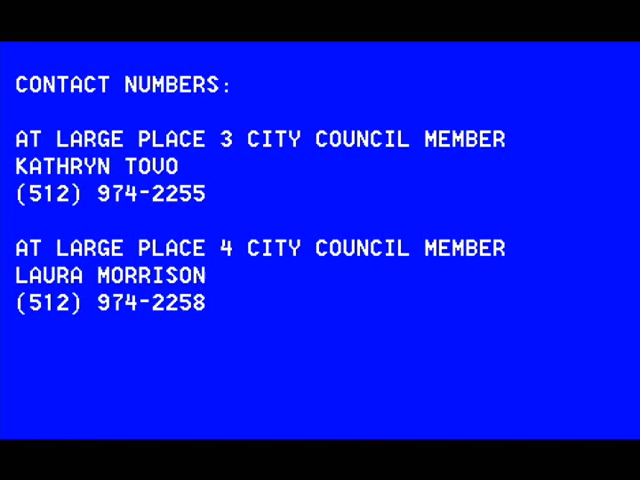 CONTACT NUMBERS:
AT LARGE PLACE 3 CITY COUNCIL MEMBER
KATHRYN TOVO
(512) 974-2255
AT LARGE PLACE 4 CITY COUNCIL MEMBER
LAURA MORRISON
(512) 974-2258